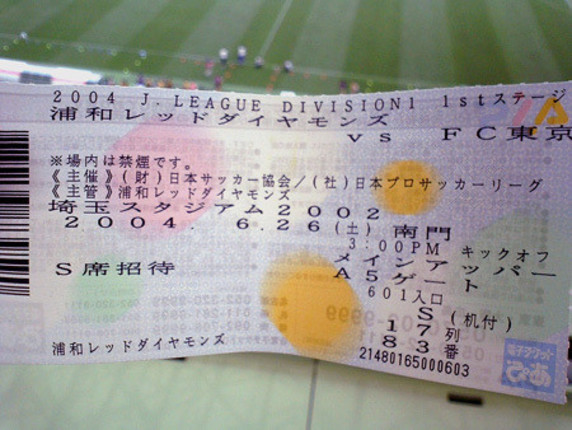 2004 J.LEAGUE DIVISION1 1stステージ
浦和レッドダイヤモンズ
vs FC東京
※場内は禁煙です。
《主催》(財)日本サッカー協会/(社)日本プロサッカーリーグ
《主管》浦和レッドダイヤモンズ
埼玉スタジアム2002
2004. 6.26(土) 南門
3:00PM キックオフ
メインアッパー
S席招待 A5ゲート
601入口
S(机付)
17列
83番
浦和レッドダイヤモンズ
21480165000603
電子チケット
ぴあ